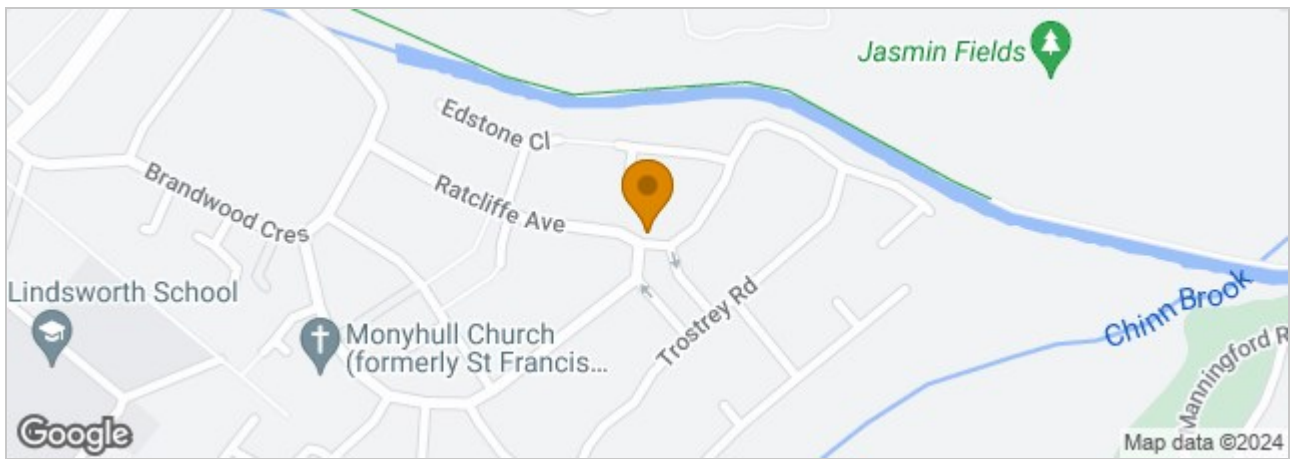 Jasmin Fields
Edstone Cl
Brandwood Cres
Ratcliffe Ave
Lindsworth School
Monyhull Church
(formerly St Francis...
Trostrey Rd
Chinn Brook
Manningford R
Google
Map data ©2024